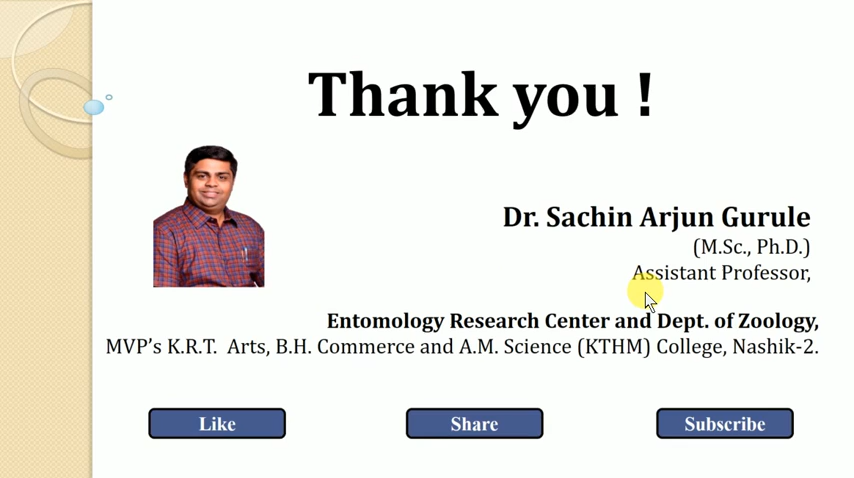 Thank you !
Dr. Sachin Arjun Gurule
(M.Sc., Ph.D.)
Assistant Professor,
Entomology Research Center and Dept. of Zoology,
MVP's K.R.T. Arts, B.H. Commerce and A.M. Science (KTHM) College, Nashik-2.
Like
Share
Subscribe